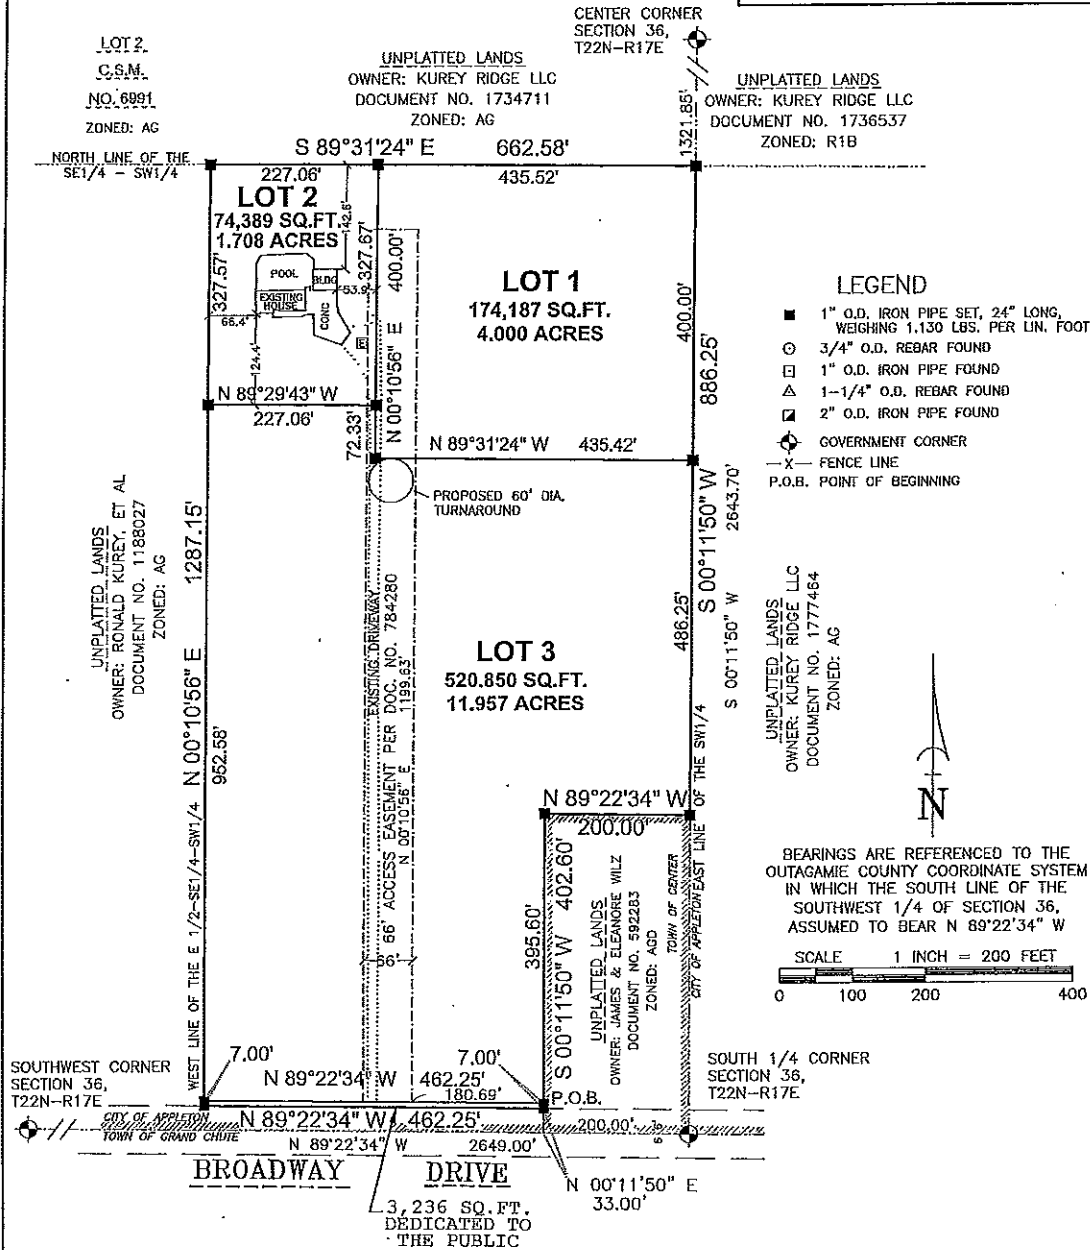 CENTER CORNER
SECTION 36,
T22N-R17E
LOT 2
C.S.M.
NO. 6991
ZONED: AG
UNPLATTED LANDS
OWNER: KUREY RIDGE LLC
DOCUMENT NO. 1734711
ZONED: AG
1321.85'
UNPLATTED LANDS
OWNER: KUREY RIDGE LLC
DOCUMENT NO. 1736537
ZONED: R1B
NORTH LINE OF THE
SE1/4 - SW1/4
S 89°31'24" E 662.58'
227.06'
435.52'
LOT 2
74,389 SQ.FT.
1.708 ACRES
142.6'
327.57'
327.67'
400.00'
N 00°10'56" E
POOL
BLDG
EXISTING
HOUSE
CONC
53.9'
66.4'
124.4'
E
N 89°29'43" W
227.06'
72.33'
LOT 1
174,187 SQ.FT.
4.000 ACRES
400.00'
886.25'
N 89°31'24" W 435.42'
PROPOSED 60' DIA.
TURNAROUND
LEGEND
1" O.D. IRON PIPE SET, 24" LONG,
WEIGHING 1.130 LBS. PER LIN. FOOT
3/4" O.D. REBAR FOUND
1" O.D. IRON PIPE FOUND
1-1/4" O.D. REBAR FOUND
2" O.D. IRON PIPE FOUND
GOVERNMENT CORNER
X FENCE LINE
P.O.B. POINT OF BEGINNING
UNPLATTED LANDS
OWNER: RONALD KUREY, ET AL
DOCUMENT NO. 1188027
ZONED: AG
N 00°10'56" E 1287.15'
952.58'
WEST LINE OF THE E 1/2-SE1/4-SW1/4
EXISTING DRIVEWAY
66' ACCESS EASEMENT PER DOC. NO. 784280
N 00°10'56" E 1199.63'
66'
LOT 3
520.850 SQ.FT.
11.957 ACRES
486.25'
S 00°11'50" W
S 00°11'50" W 2643.70'
EAST LINE OF THE SW1/4
UNPLATTED LANDS
OWNER: KUREY RIDGE LLC
DOCUMENT NO. 1777464
ZONED: AG
N
N 89°22'34" W
200.00'
395.60'
S 00°11'50" W 402.60'
UNPLATTED LANDS
OWNER: JAMES & ELEANORE WILZ
DOCUMENT NO. 592283
ZONED: AGD
TOWN OF CENTER
CITY OF APPLETON
BEARINGS ARE REFERENCED TO THE
OUTAGAMIE COUNTY COORDINATE SYSTEM
IN WHICH THE SOUTH LINE OF THE
SOUTHWEST 1/4 OF SECTION 36,
ASSUMED TO BEAR N 89°22'34" W
SCALE 1 INCH = 200 FEET
0 100 200 400
SOUTHWEST CORNER
SECTION 36,
T22N-R17E
7.00'
7.00'
N 89°22'34" W 462.25'
180.69'
P.O.B.
SOUTH 1/4 CORNER
SECTION 36,
T22N-R17E
CITY OF APPLETON
TOWN OF GRAND CHUTE
N 89°22'34" W 462.25'
200.00'
N 89°22'34" W 2649.00'
BROADWAY DRIVE
N 00°11'50" E
33.00'
3,236 SQ.FT.
DEDICATED TO
THE PUBLIC